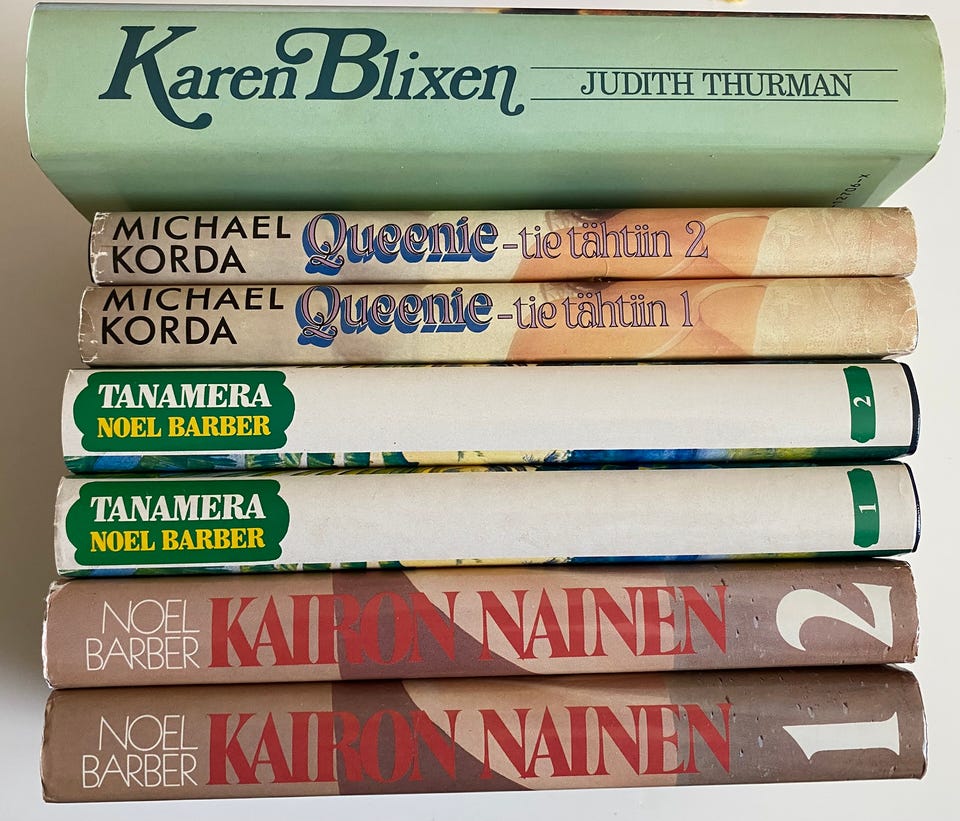 Karen Blixen JUDITH THURMAN
MICHAEL
KORDA
Queenie -tie tähtiin 2
MICHAEL
KORDA
Queenie -tie tähtiin 1
TANAMERA
NOEL BARBER
2
TANAMERA
NOEL BARBER
1
NOEL
BARBER
KAIRON NAINEN
2
NOEL
BARBER
KAIRON NAINEN
1